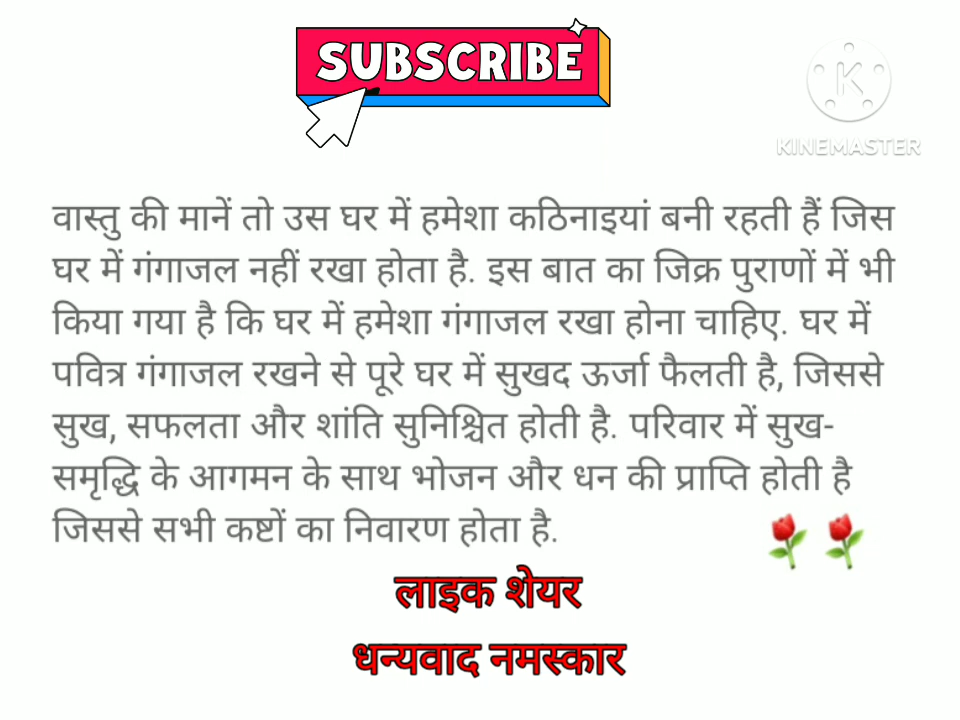 SUBSCRIBE
KINEMASTER
वास्तु की मानें तो उस घर में हमेशा कठिनाइयां बनी रहती हैं जिस
घर में गंगाजल नहीं रखा होता है. इस बात का जिक्र पुराणों में भी
किया गया है कि घर में हमेशा गंगाजल रखा होना चाहिए. घर में
पवित्र गंगाजल रखने से पूरे घर में सुखद ऊर्जा फैलती है, जिससे
सुख, सफलता और शांति सुनिश्चित होती है. परिवार में सुख-
समृद्धि के आगमन के साथ भोजन और धन की प्राप्ति होती है
जिससे सभी कष्टों का निवारण होता है.
लाइक शेयर
धन्यवाद नमस्कार